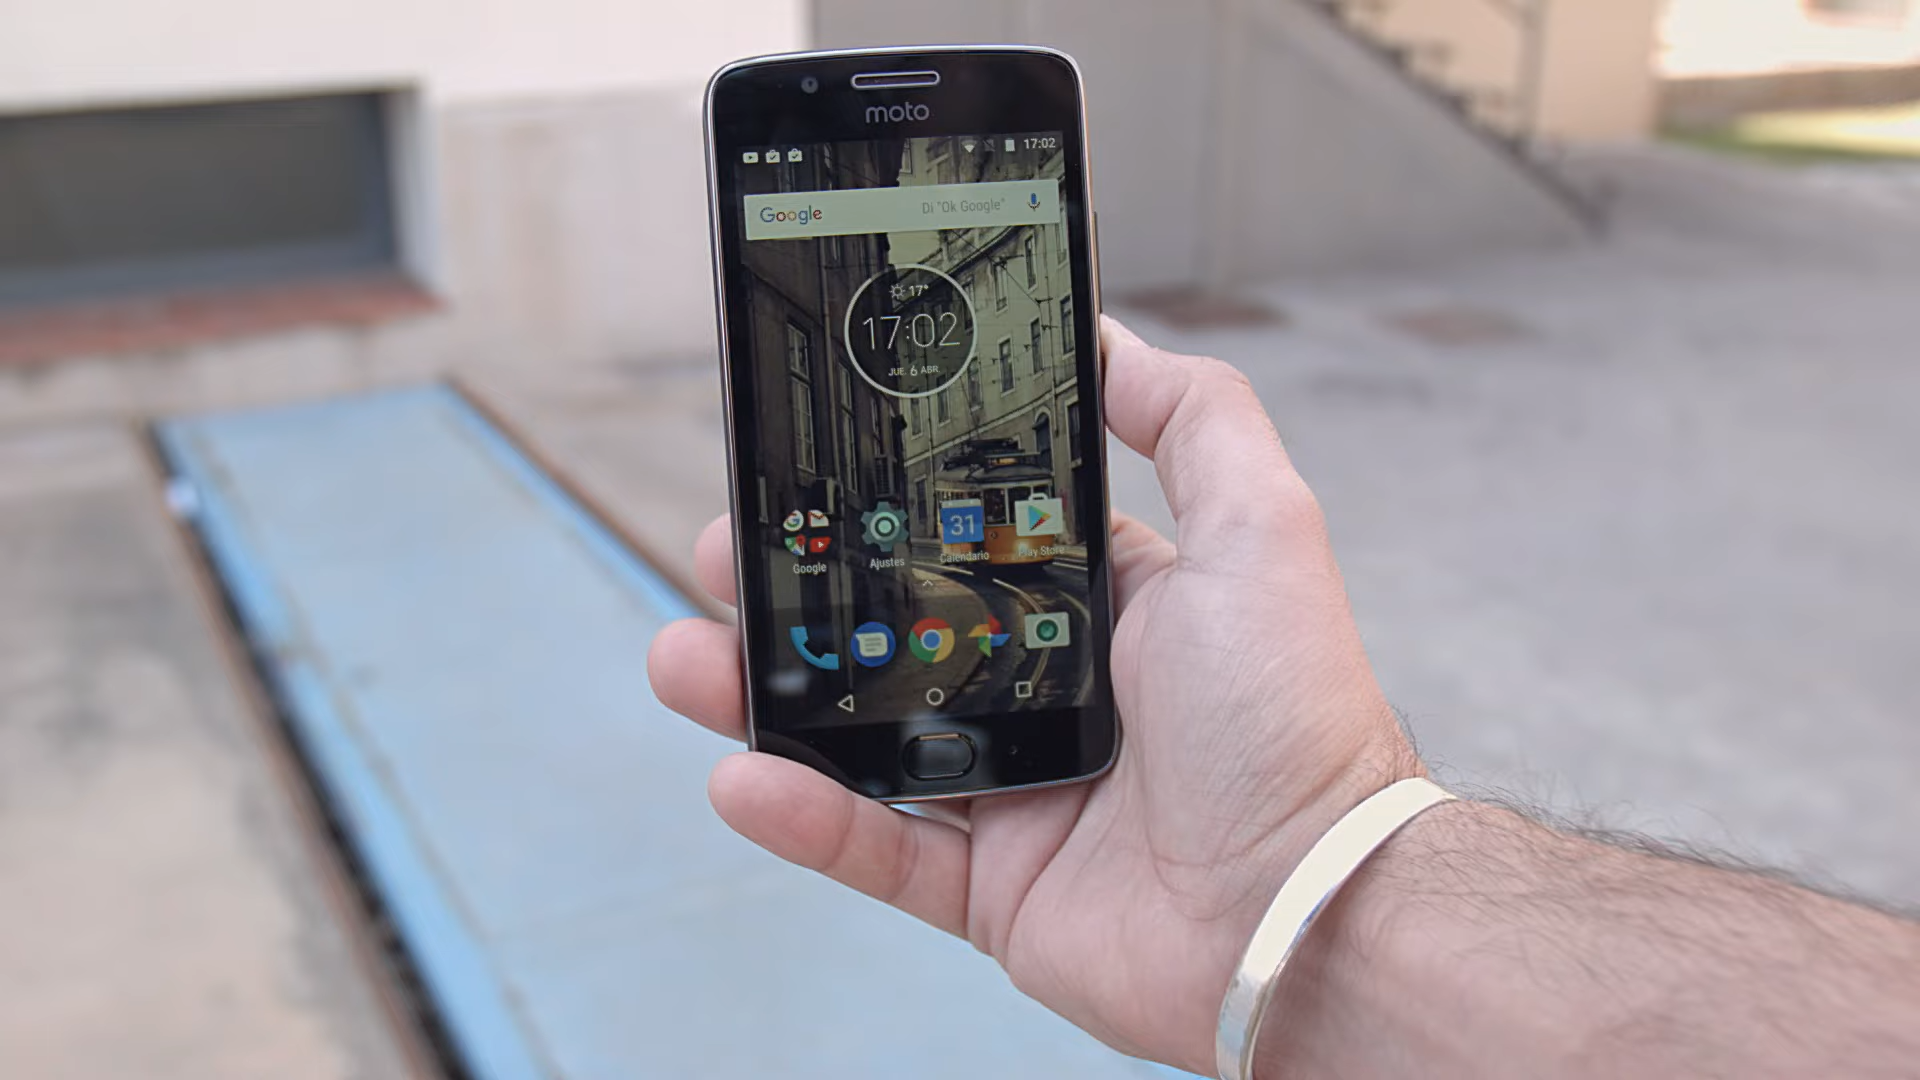 moto
17:02
Google
Di "Ok Google"
17°
17:02
JUE. 6 ABR.
31
Google
Ajustes
Calendario
Play Store